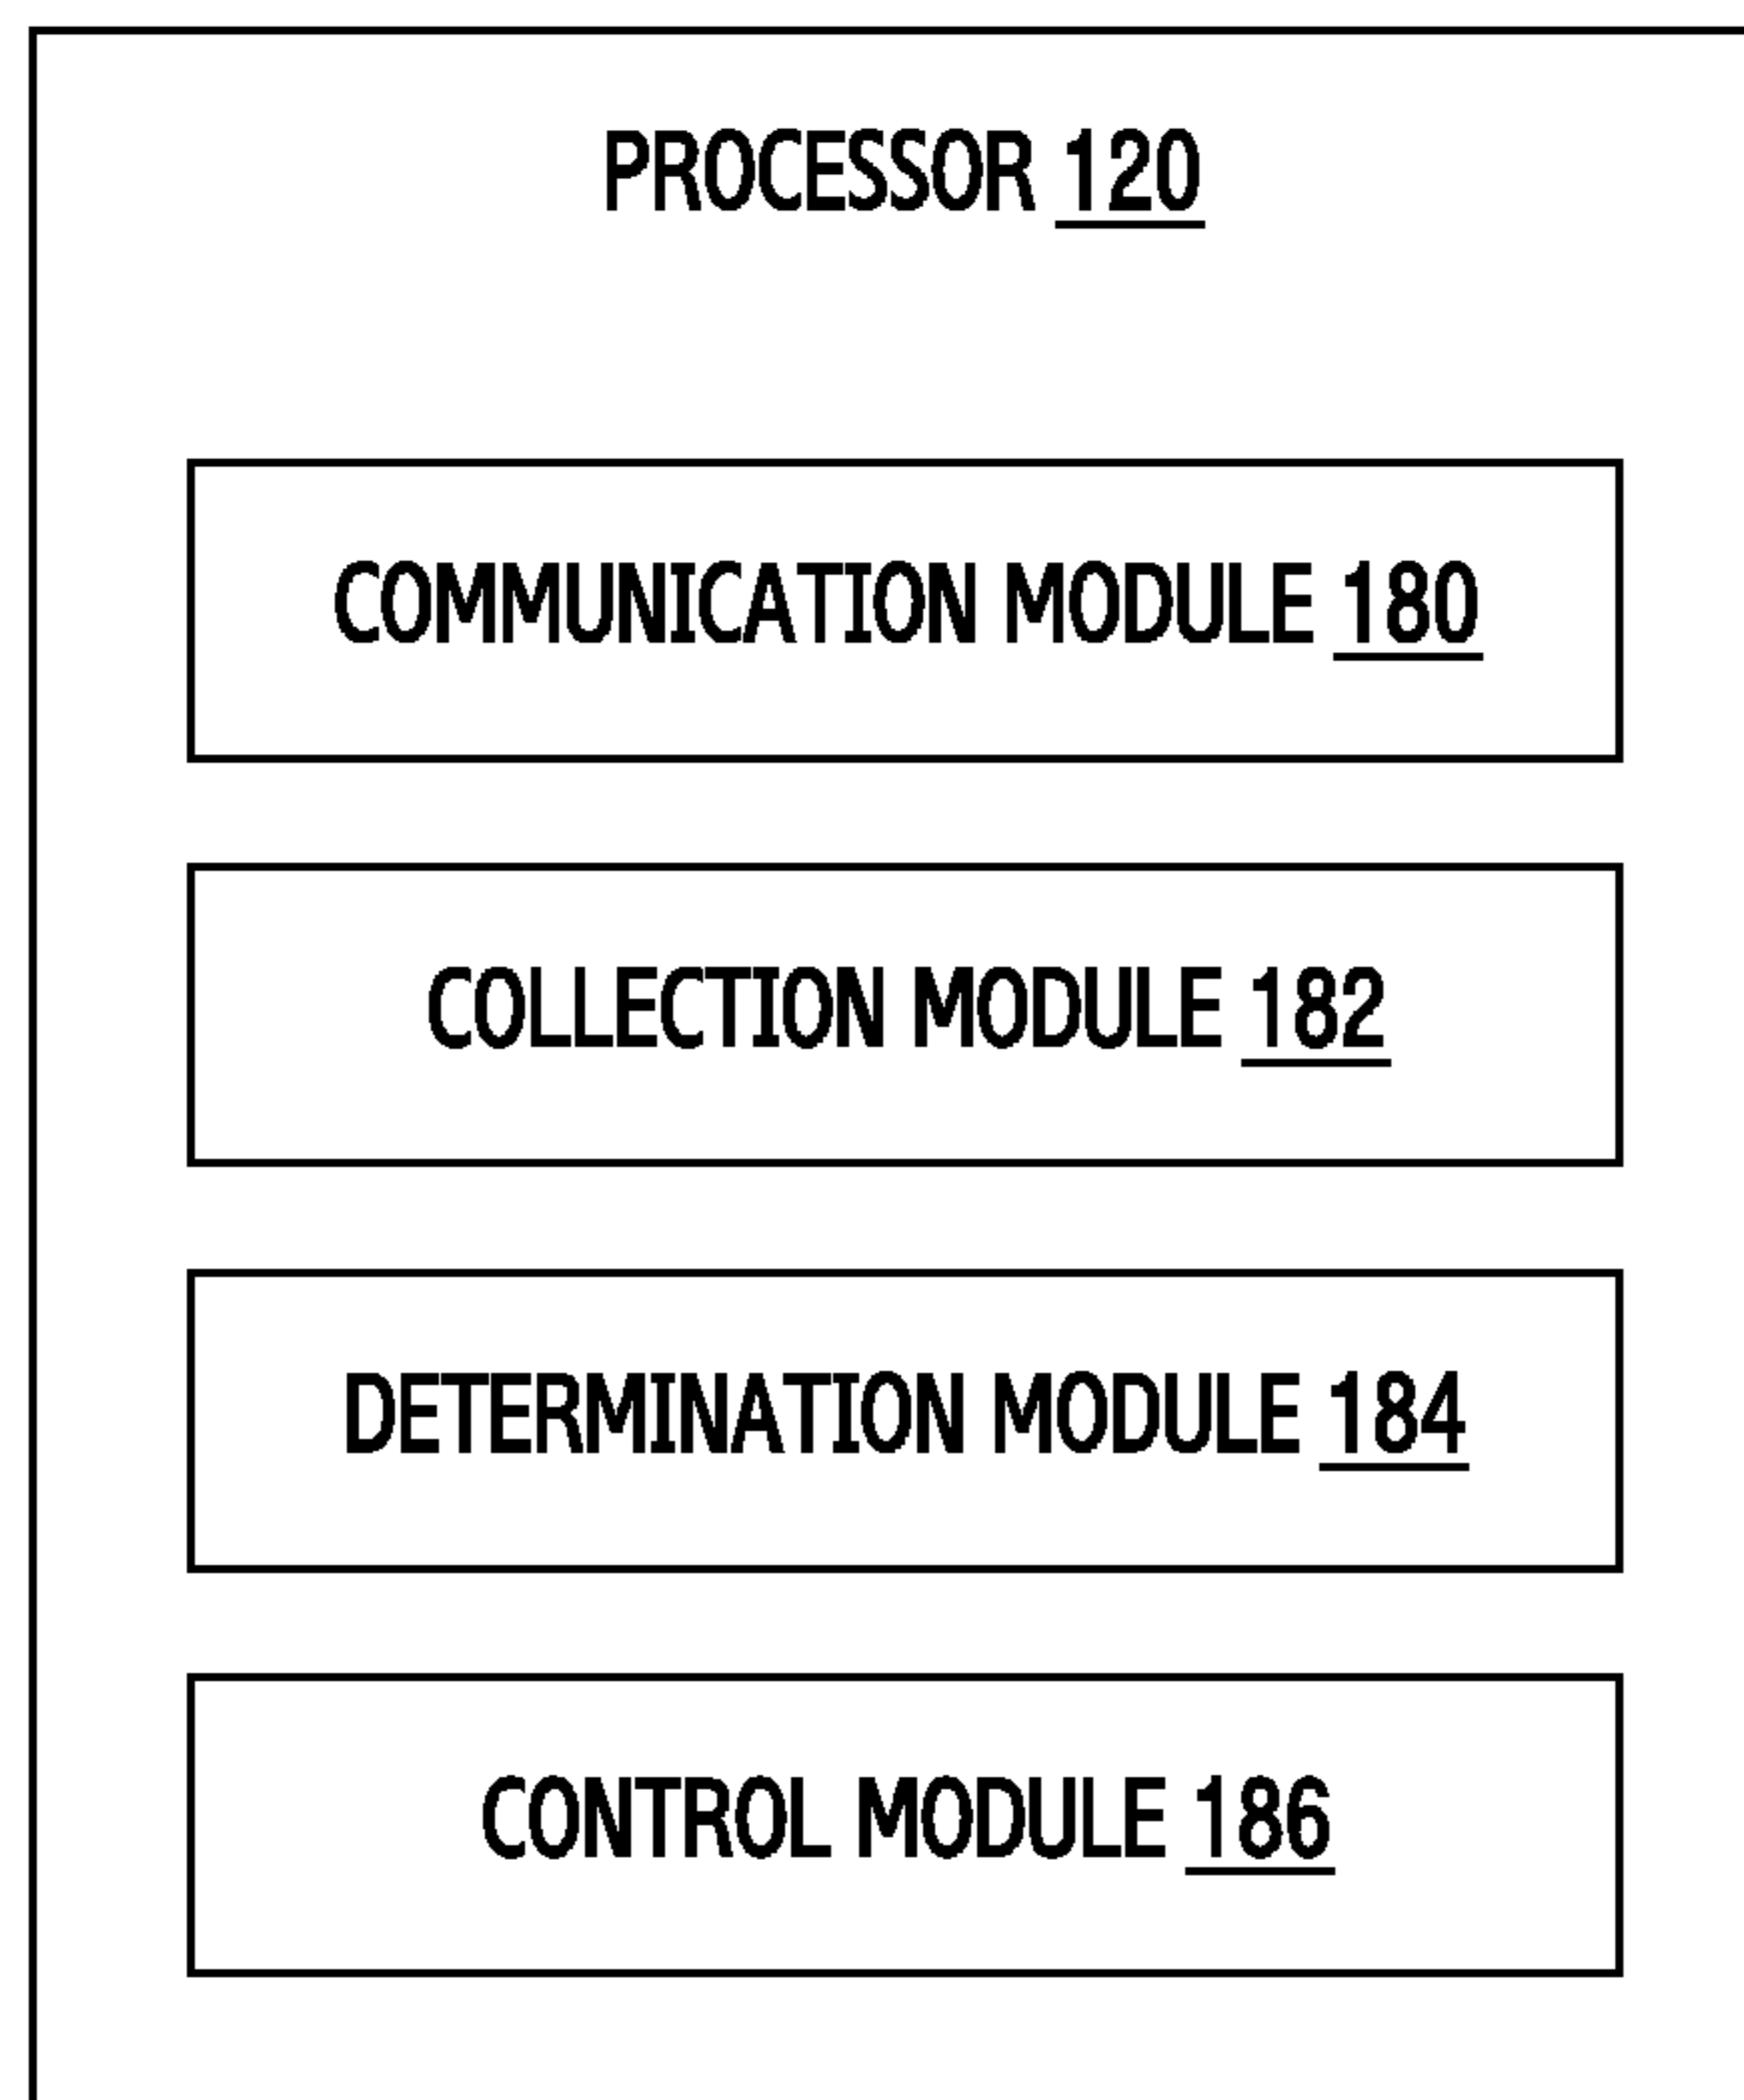 PROCESSOR 120
COMMUNICATION MODULE 180
COLLECTION MODULE 182
DETERMINATION MODULE 184
CONTROL MODULE 186